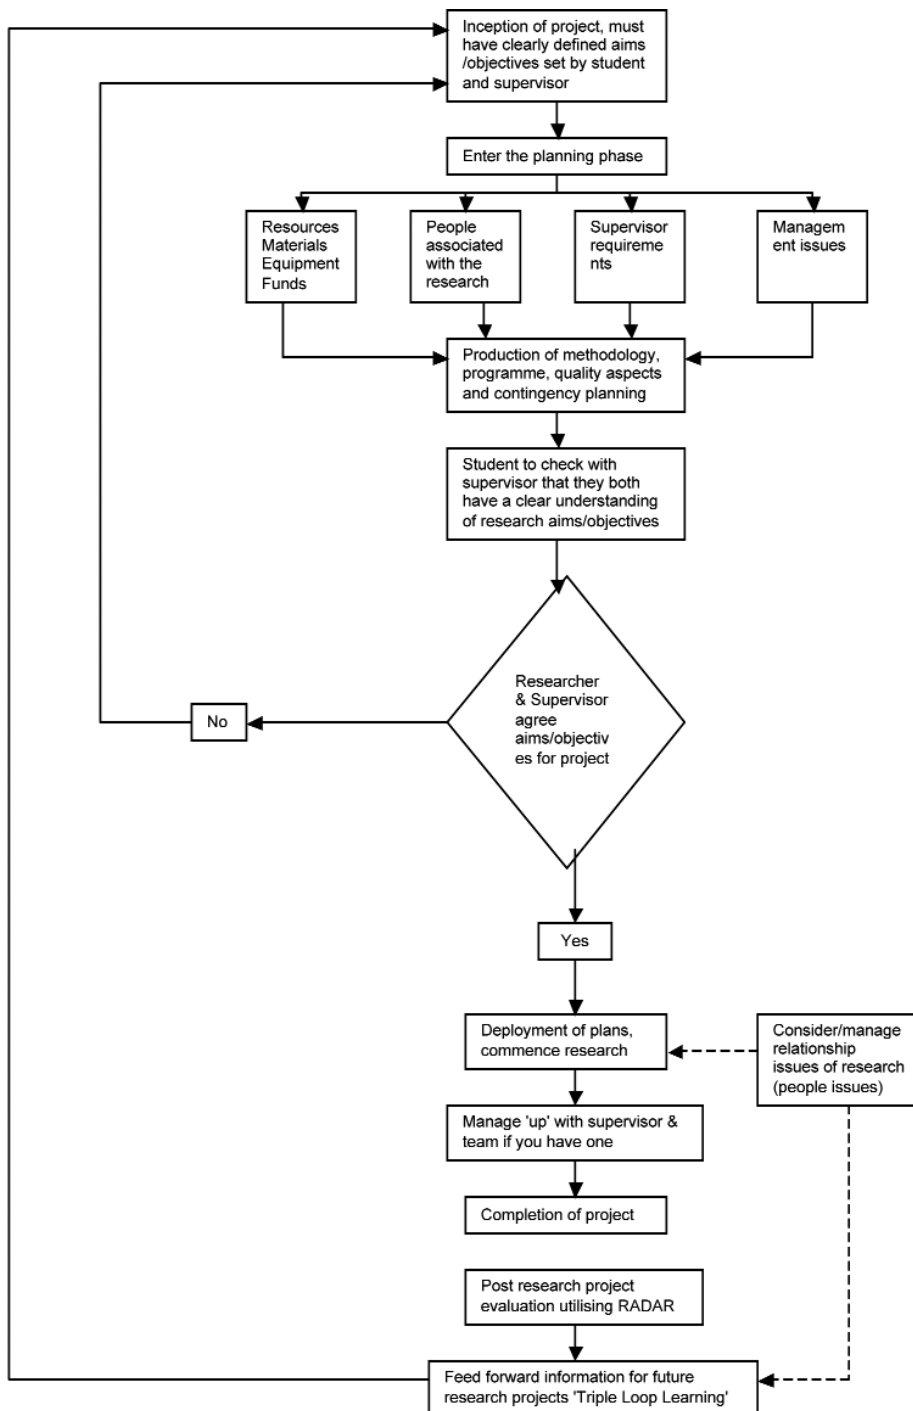 Inception of project, must
have clearly defined aims
/objectives set by student
and supervisor
Enter the planning phase
Resources
Materials
Equipment
Funds
People
associated
with the
research
Supervisor
requireme
nts
Managem
ent issues
Production of methodology,
programme, quality aspects
and contingency planning
Student to check with
supervisor that they both
have a clear understanding
of research aims/objectives
Researcher
& Supervisor
agree
aims/objectiv
es for project
No
Yes
Deployment of plans,
commence research
Consider/manage
relationship
issues of research
(people issues)
Manage 'up' with supervisor &
team if you have one
Completion of project
Post research project
evaluation utilising RADAR
Feed forward information for future
research projects 'Triple Loop Learning'